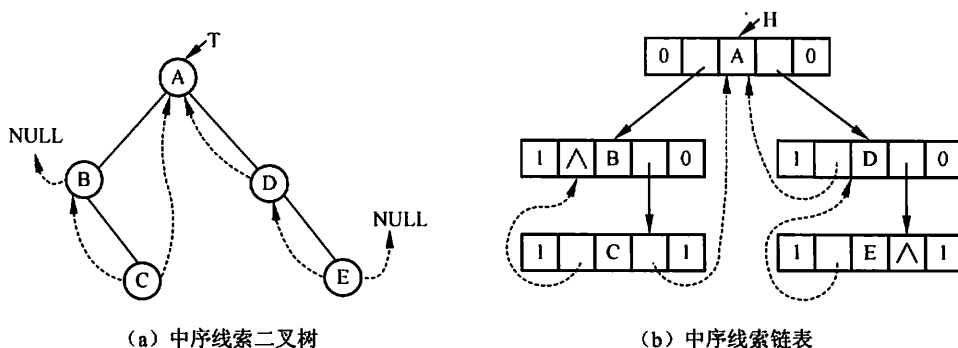 T
A
NULL
B
D
NULL
C
E
(a) 中序线索二叉树
H
0 A 0
1 ∧ B 0
1 D 0
1 C 1
1 E ∧ 1
(b) 中序线索链表